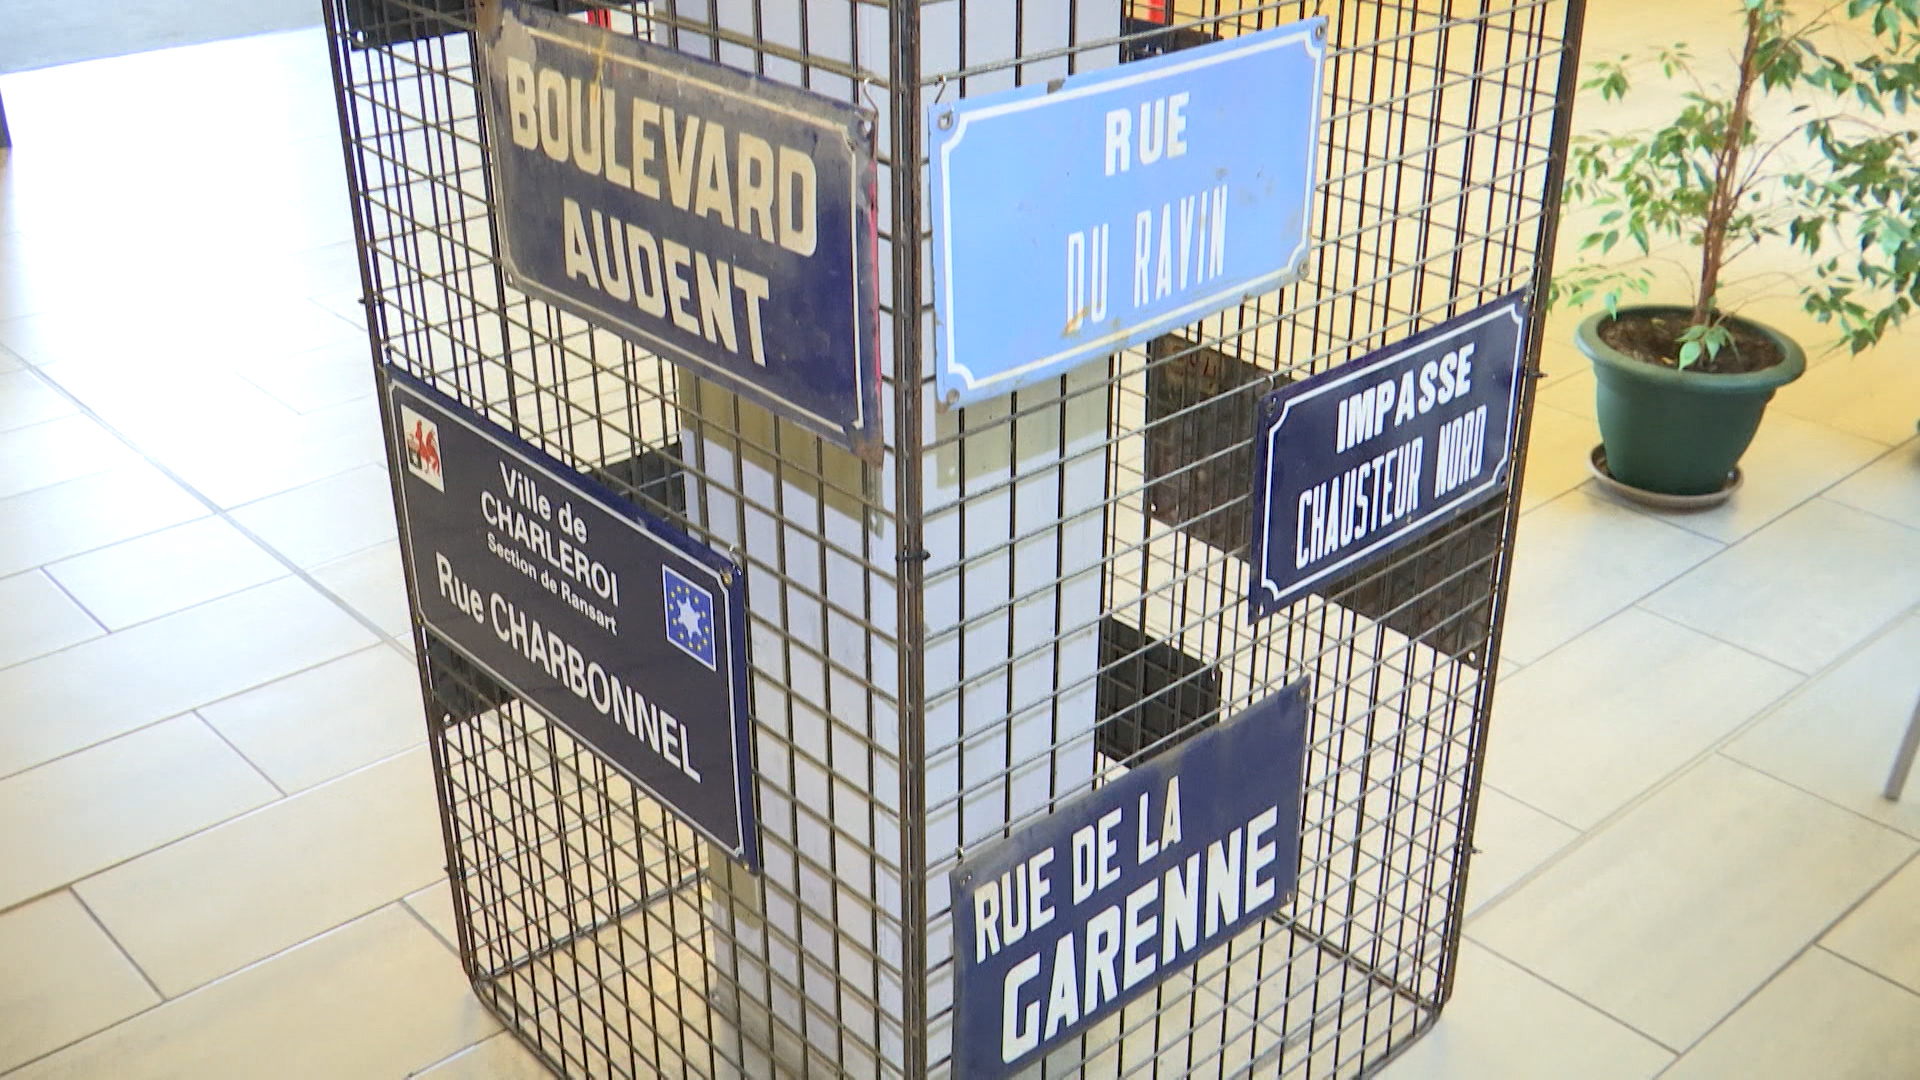 BOULEVARD
AUDENT
RUE
DU RAVIN
IMPASSE
CHAUSTEUR NORD
Ville de
CHARLEROI
Section de Ransart
Rue CHARBONNEL
RUE DE LA
GARENNE